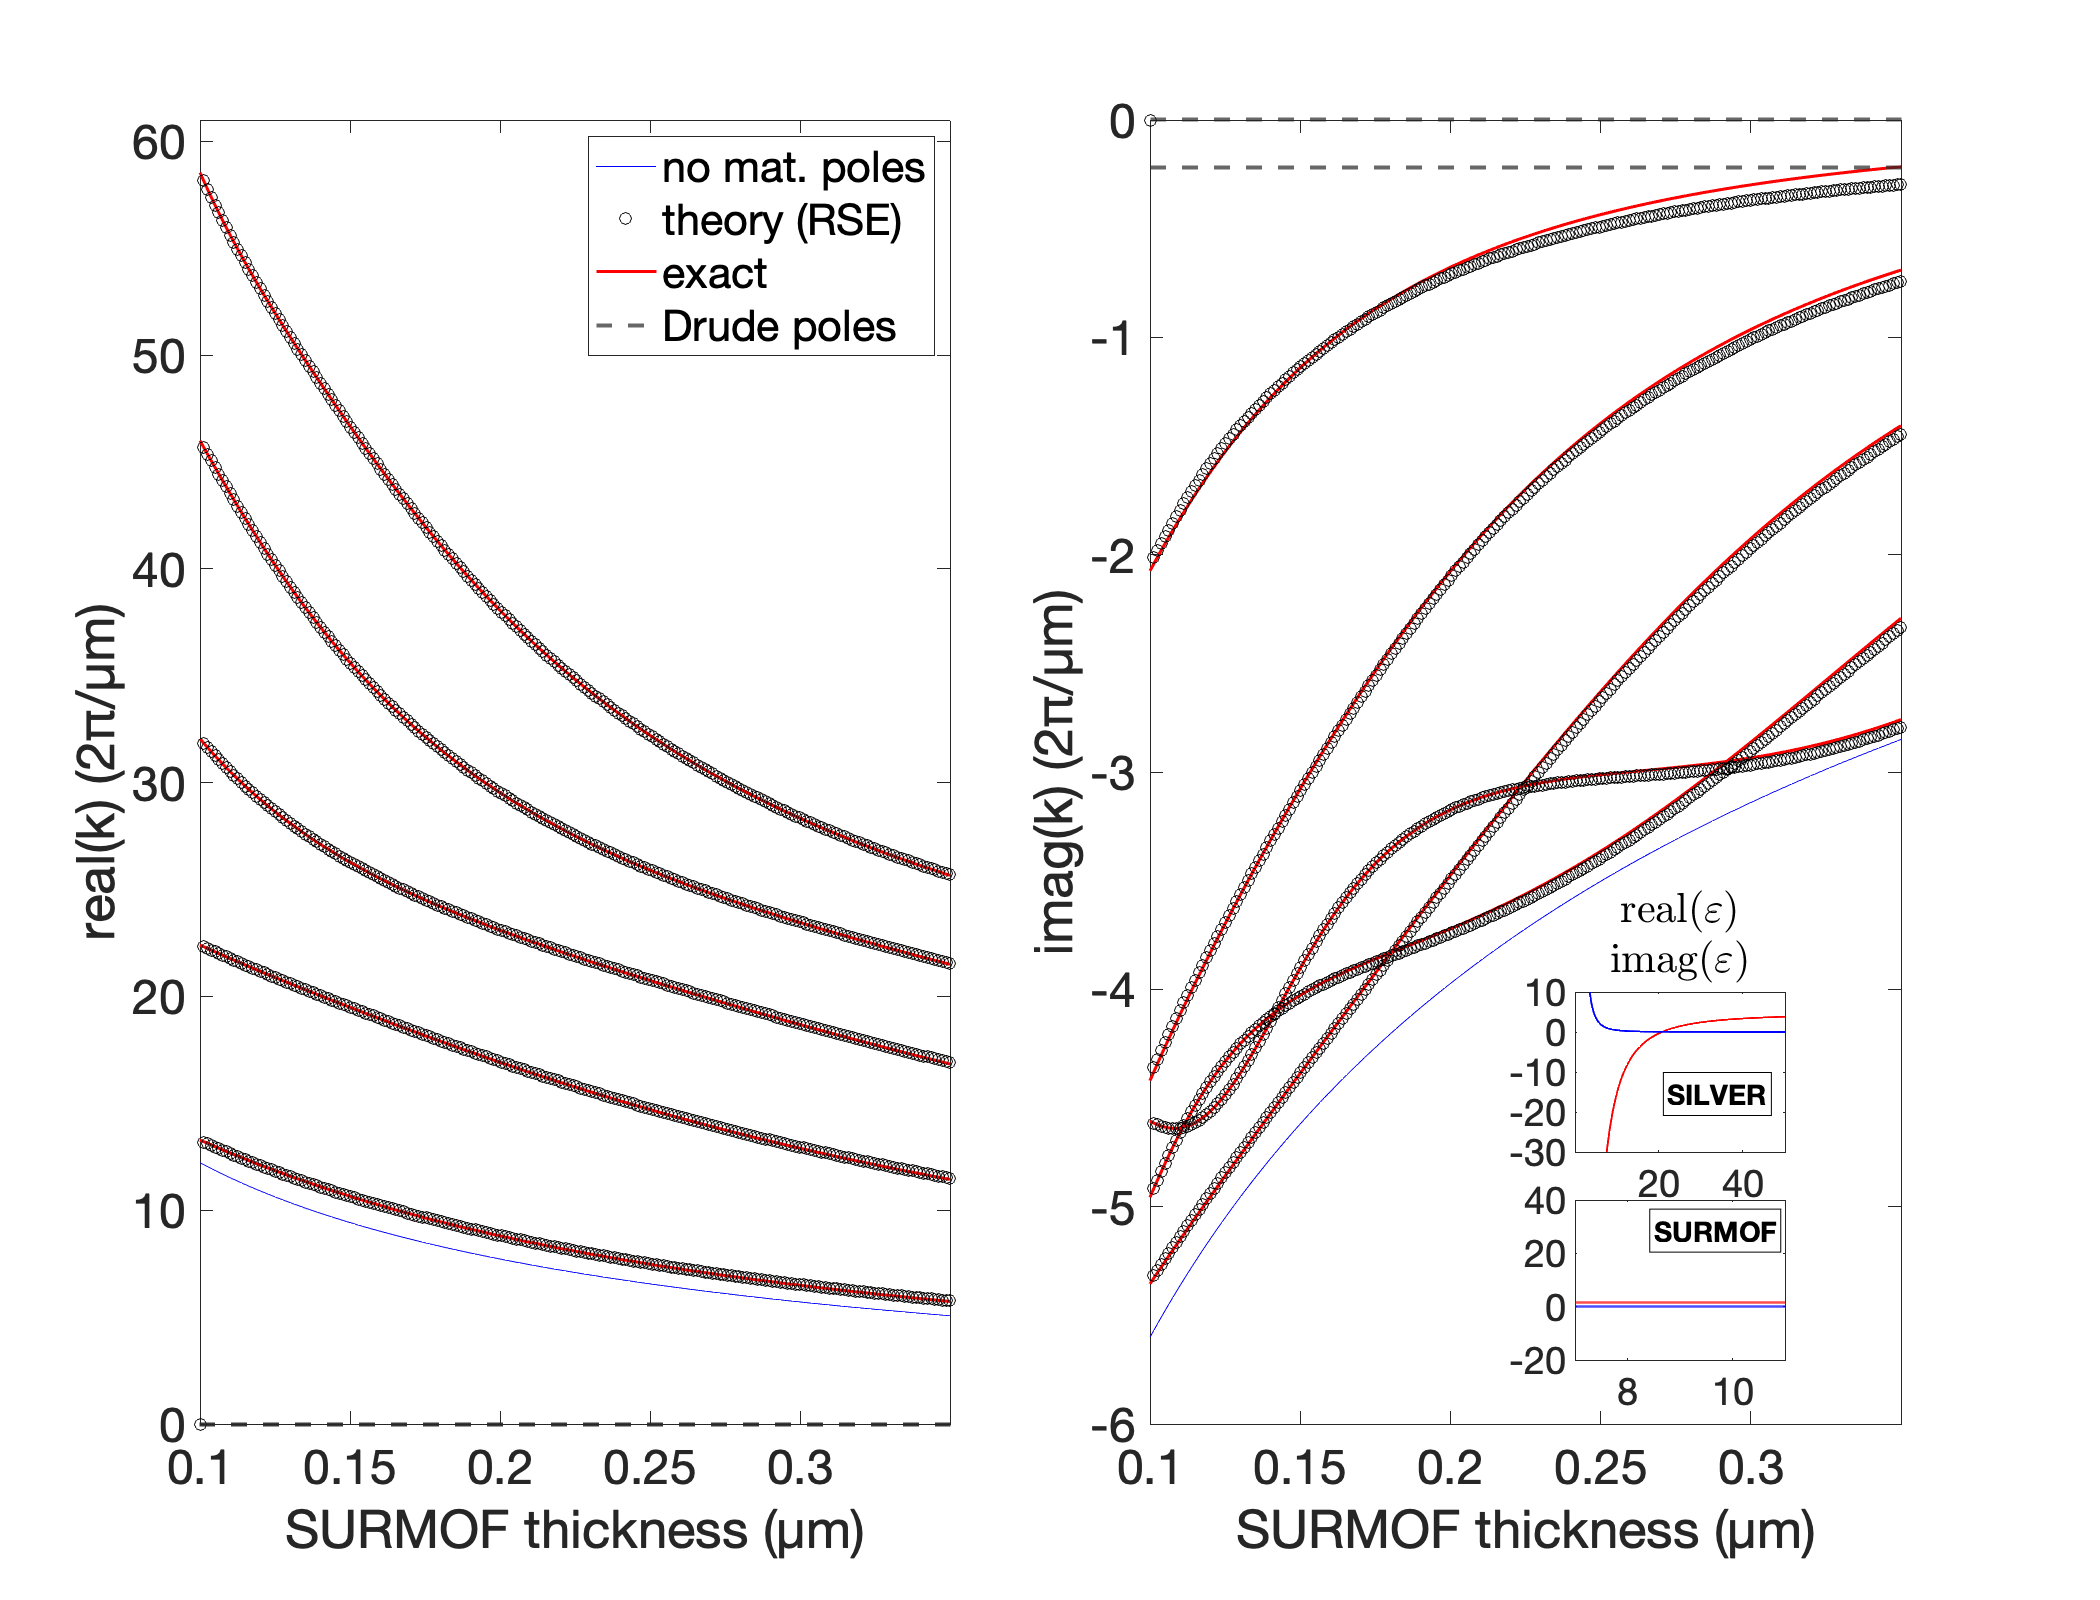 60
50
40
30
20
10
0
real(k) (2π/μm)
no mat. poles
theory (RSE)
exact
Drude poles
0.1 0.15 0.2 0.25 0.3
SURMOF thickness (μm)
0
-1
-2
-3
-4
-5
-6
imag(k) (2π/μm)
real(ε)
imag(ε)
10
0
-10
-20
-30
SILVER
20 40
40
20
0
-20
SURMOF
8 10
0.1 0.15 0.2 0.25 0.3
SURMOF thickness (μm)